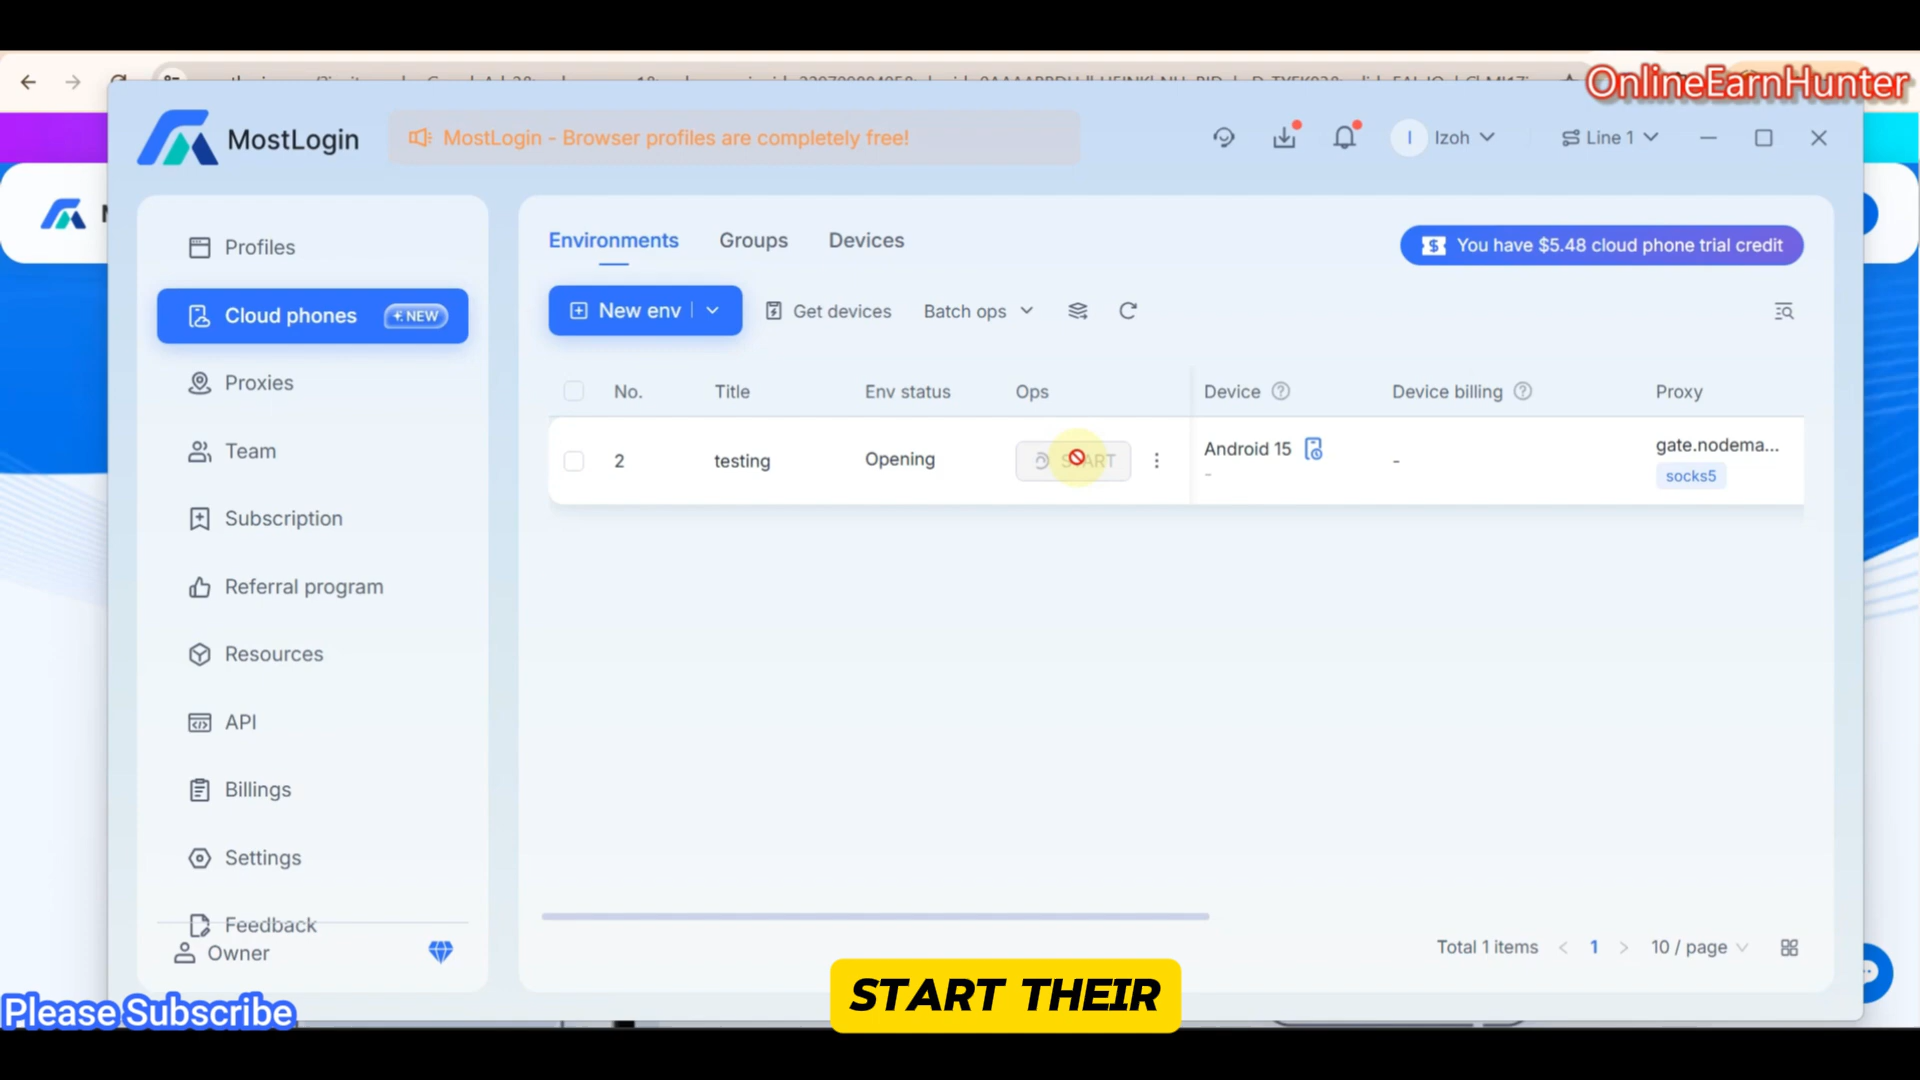 OnlineEarnHunter
MostLogin
MostLogin - Browser profiles are completely free!
I
Izoh
Line 1
Profiles
Cloud phones
NEW
Proxies
Team
Subscription
Referral program
Resources
API
Billings
Settings
Feedback
Owner
Environments
Groups
Devices
You have $5.48 cloud phone trial credit
New env
Get devices
Batch ops
No.
Title
Env status
Ops
Device
Device billing
Proxy
2
testing
Opening
START
Android 15
-
-
gate.nodema...
socks5
Total 1 items
1
10 / page
START THEIR
Please Subscribe